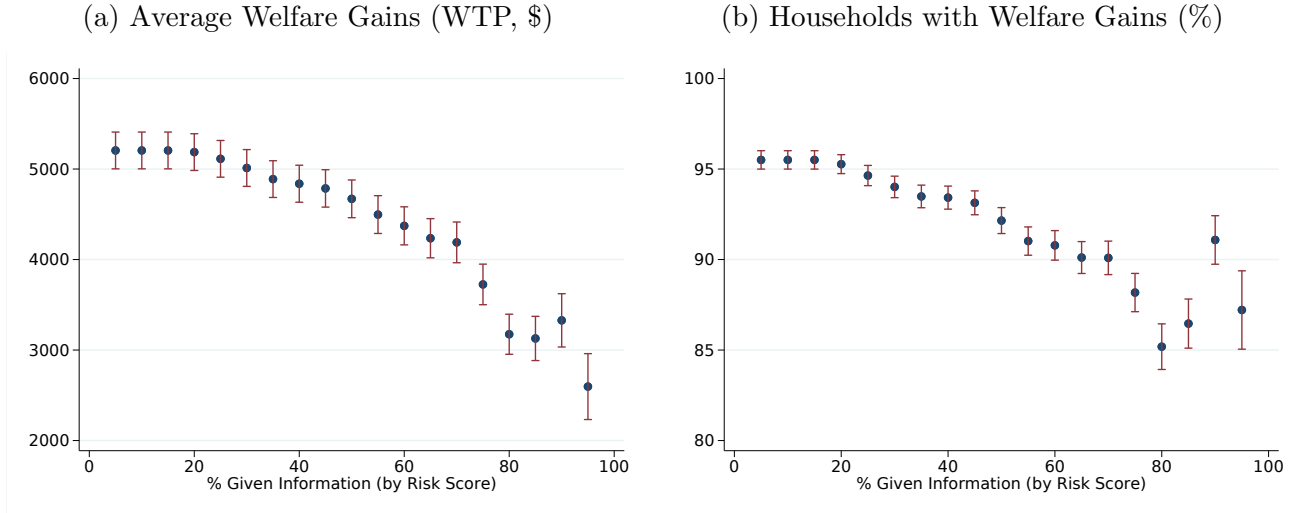 (a) Average Welfare Gains (WTP, $)
6000
5000
4000
3000
2000
0 20 40 60 80 100
% Given Information (by Risk Score)
(b) Households with Welfare Gains (%)
100
95
90
85
80
0 20 40 60 80 100
% Given Information (by Risk Score)